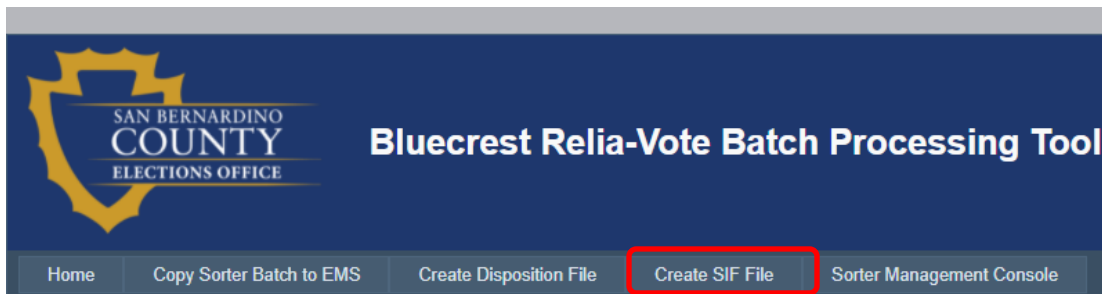 SAN BERNARDINO
COUNTY
ELECTIONS OFFICE
Bluecrest Relia-Vote Batch Processing Tool
Home Copy Sorter Batch to EMS Create Disposition File Create SIF File Sorter Management Console